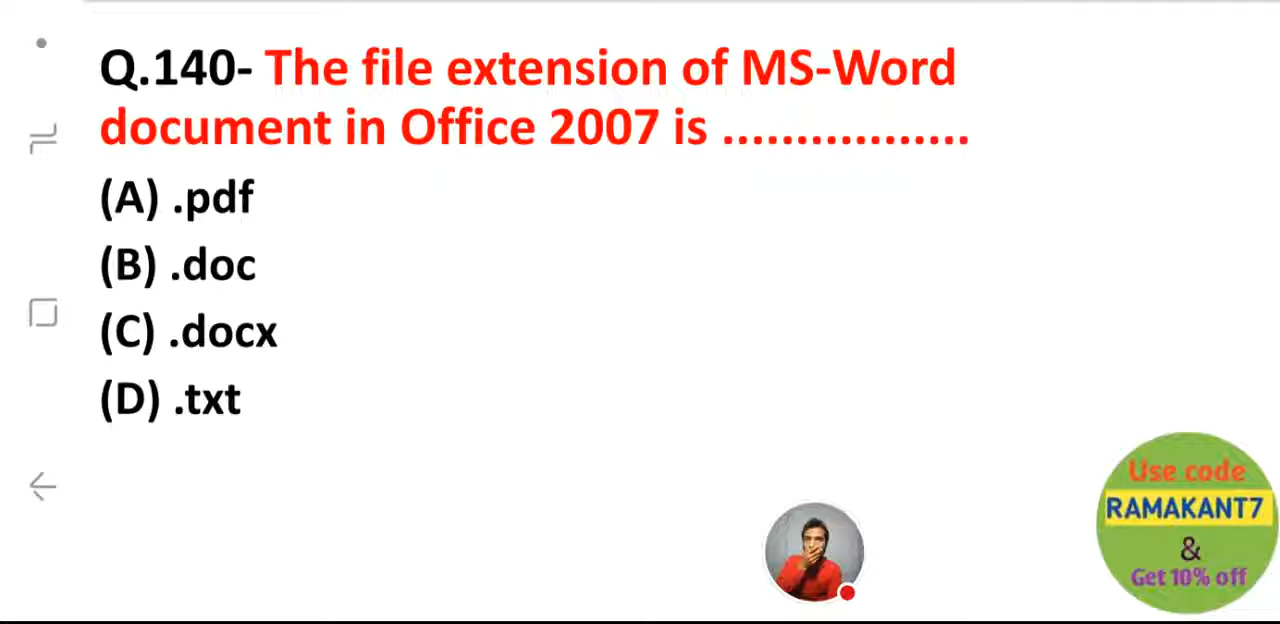 Q.140- The file extension of MS-Word
document in Office 2007 is .................
(A) .pdf
(B) .doc
(C) .docx
(D) .txt
Use code
RAMAKANT7
&
Get 10% off